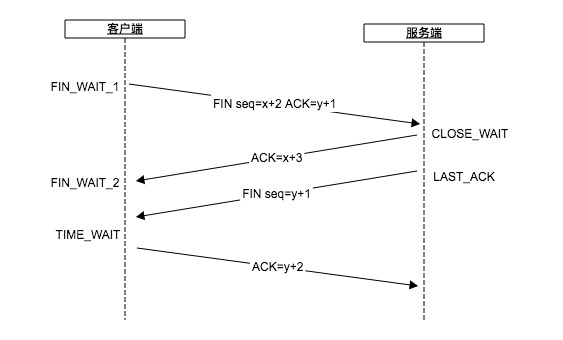 客户端
服务端
FIN_WAIT_1
FIN seq=x+2 ACK=y+1
CLOSE_WAIT
ACK=x+3
FIN_WAIT_2
LAST_ACK
FIN seq=y+1
TIME_WAIT
ACK=y+2